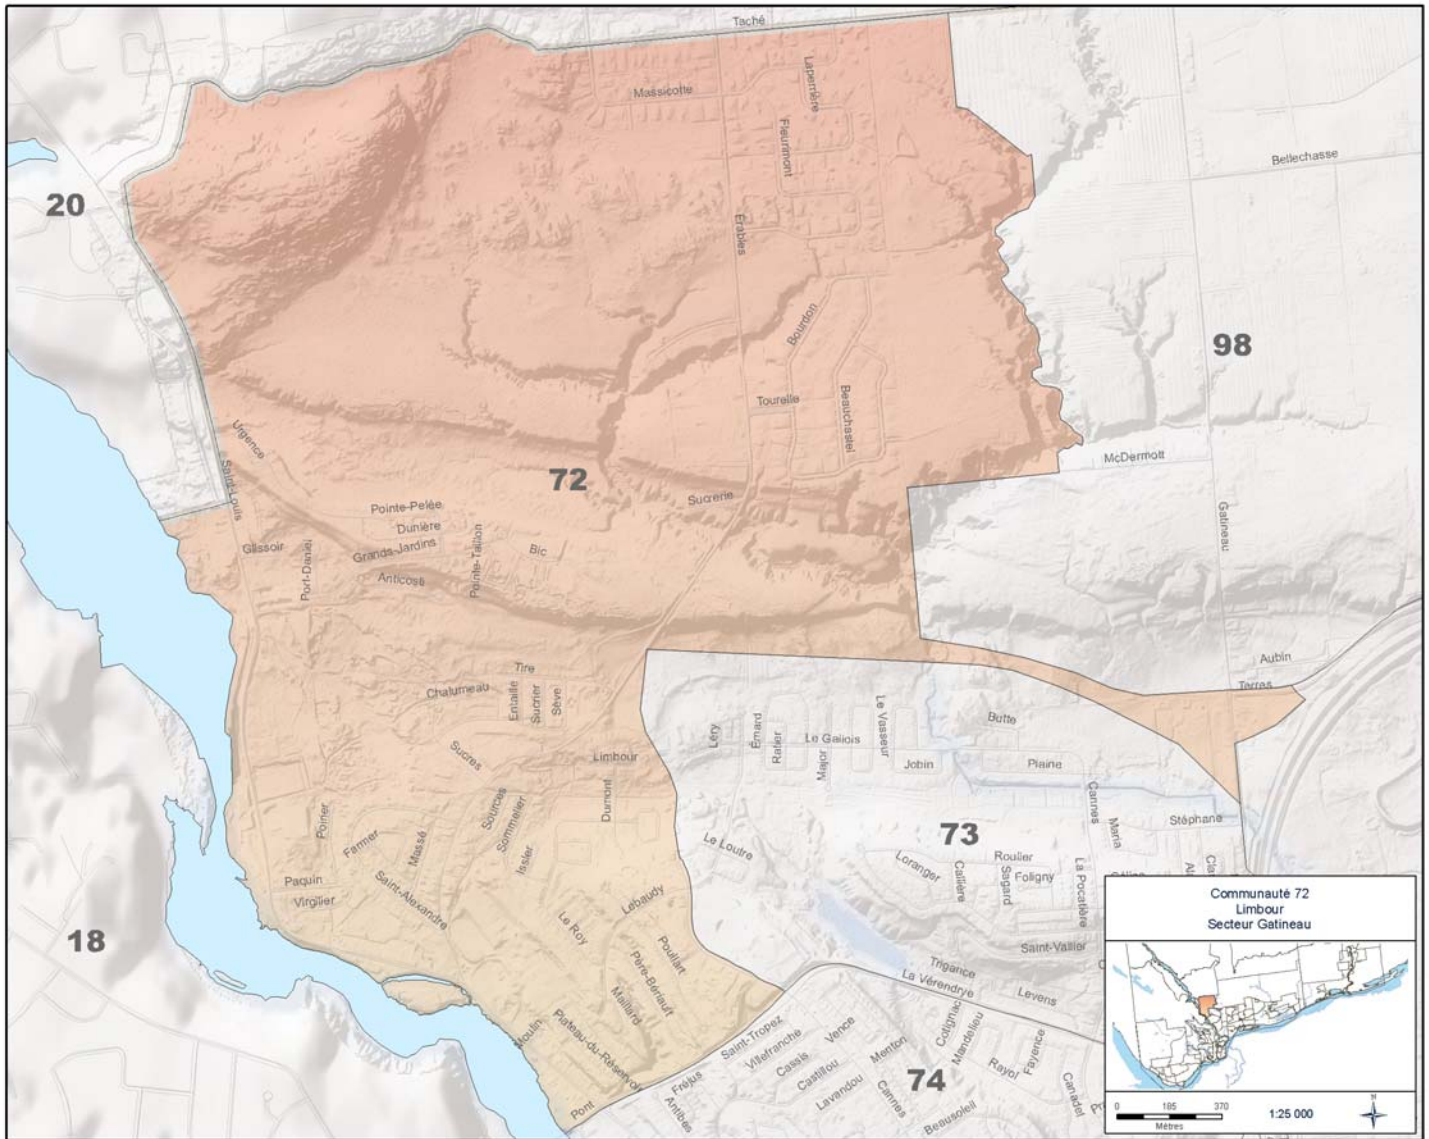 Taché
Massicotte
Laperrière
Fleurimont
Bellechasse
20
Érables
98
Bourdon
Tourelle
Beauchastel
Urgence
McDermott
Saint-Louis
72
Sucrerie
Pointe-Pelée
Dunière
Gatineau
Glissoir
Grands-Jardins
Pointe-Taillon
Bic
Port-Daniel
Anticosti
Aubin
Terres
Tire
Chalumeau
Entaille
Sucrier
Sève
Le Vasseur
Butte
Léry
Émard
Ratier
Le Gallois
Major
Sucres
Limbour
Jobin
Plaine
Dumont
Cannes
Sources
Sommelier
Poirier
Farmer
Massé
Issler
Maria
Stéphane
73
Le Loutre
Roulier
Loranger
Callière
Sagard
Foligny
La Pocatière
Paquin
Virgilier
Saint-Alexandre
Lebaudy
Le Roy
Poullart
18
Père-Bériault
Maillard
Saint-Vallier
Trigance
La Vérendrye
Levens
Moulin
Plateau-du-Réservoir
Saint-Tropez
Villefranche
Vence
Cotignac
Mandelieu
Cassis
Castillou
Menton
Rayol
Fayence
Fréjus
Lavandou
Cannes
74
Canadel
Pont
Antibes
Beausoleil
Communauté 72
Limbour
Secteur Gatineau
0 185 370
Mètres
1:25 000
N